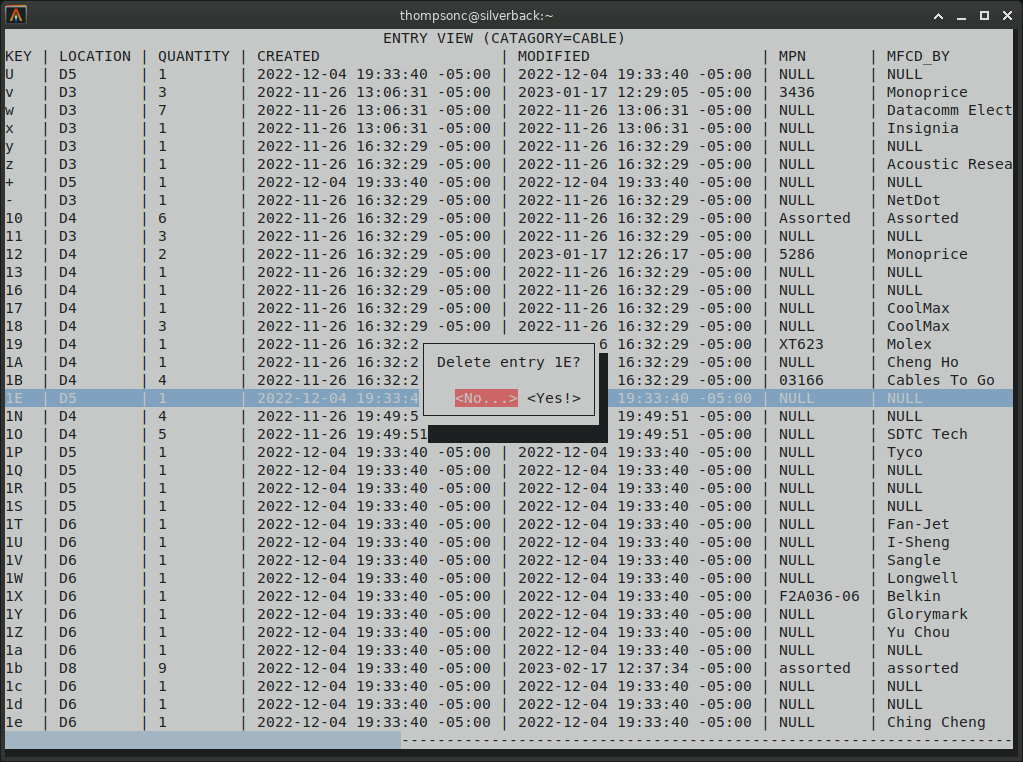 thompsonc@silverback:~
ENTRY VIEW (CATAGORY=CABLE)
KEY | LOCATION | QUANTITY | CREATED | MODIFIED | MPN | MFCD_BY
U | D5 | 1 | 2022-12-04 19:33:40 -05:00 | 2022-12-04 19:33:40 -05:00 | NULL | NULL
v | D3 | 3 | 2022-11-26 13:06:31 -05:00 | 2023-01-17 12:29:05 -05:00 | 3436 | Monoprice
w | D3 | 7 | 2022-11-26 13:06:31 -05:00 | 2022-11-26 13:06:31 -05:00 | NULL | Datacomm Elect
x | D3 | 1 | 2022-11-26 13:06:31 -05:00 | 2022-11-26 13:06:31 -05:00 | NULL | Insignia
y | D3 | 1 | 2022-11-26 16:32:29 -05:00 | 2022-11-26 16:32:29 -05:00 | NULL | NULL
z | D3 | 1 | 2022-11-26 16:32:29 -05:00 | 2022-11-26 16:32:29 -05:00 | NULL | Acoustic Resea
+ | D5 | 1 | 2022-12-04 19:33:40 -05:00 | 2022-12-04 19:33:40 -05:00 | NULL | NULL
- | D3 | 1 | 2022-11-26 16:32:29 -05:00 | 2022-11-26 16:32:29 -05:00 | NULL | NetDot
10 | D4 | 6 | 2022-11-26 16:32:29 -05:00 | 2022-11-26 16:32:29 -05:00 | Assorted | Assorted
11 | D3 | 3 | 2022-11-26 16:32:29 -05:00 | 2022-11-26 16:32:29 -05:00 | NULL | NULL
12 | D4 | 2 | 2022-11-26 16:32:29 -05:00 | 2023-01-17 12:26:17 -05:00 | 5286 | Monoprice
13 | D4 | 1 | 2022-11-26 16:32:29 -05:00 | 2022-11-26 16:32:29 -05:00 | NULL | NULL
16 | D4 | 1 | 2022-11-26 16:32:29 -05:00 | 2022-11-26 16:32:29 -05:00 | NULL | NULL
17 | D4 | 1 | 2022-11-26 16:32:29 -05:00 | 2022-11-26 16:32:29 -05:00 | NULL | CoolMax
18 | D4 | 3 | 2022-11-26 16:32:29 -05:00 | 2022-11-26 16:32:29 -05:00 | NULL | CoolMax
19 | D4 | 1 | 2022-11-26 16:32:2 6 16:32:29 -05:00 | XT623 | Molex
1A | D4 | 1 | 2022-11-26 16:32:2 Delete entry 1E? 16:32:29 -05:00 | NULL | Cheng Ho
1B | D4 | 4 | 2022-11-26 16:32:2 16:32:29 -05:00 | 03166 | Cables To Go
1E | D5 | 1 | 2022-12-04 19:33:4 <No...> <Yes!> 19:33:40 -05:00 | NULL | NULL
1N | D4 | 4 | 2022-11-26 19:49:5 19:49:51 -05:00 | NULL | NULL
1O | D4 | 5 | 2022-11-26 19:49:51 19:49:51 -05:00 | NULL | SDTC Tech
1P | D5 | 1 | 2022-12-04 19:33:40 -05:00 | 2022-12-04 19:33:40 -05:00 | NULL | Tyco
1Q | D5 | 1 | 2022-12-04 19:33:40 -05:00 | 2022-12-04 19:33:40 -05:00 | NULL | NULL
1R | D5 | 1 | 2022-12-04 19:33:40 -05:00 | 2022-12-04 19:33:40 -05:00 | NULL | NULL
1S | D5 | 1 | 2022-12-04 19:33:40 -05:00 | 2022-12-04 19:33:40 -05:00 | NULL | NULL
1T | D6 | 1 | 2022-12-04 19:33:40 -05:00 | 2022-12-04 19:33:40 -05:00 | NULL | Fan-Jet
1U | D6 | 1 | 2022-12-04 19:33:40 -05:00 | 2022-12-04 19:33:40 -05:00 | NULL | I-Sheng
1V | D6 | 1 | 2022-12-04 19:33:40 -05:00 | 2022-12-04 19:33:40 -05:00 | NULL | Sangle
1W | D6 | 1 | 2022-12-04 19:33:40 -05:00 | 2022-12-04 19:33:40 -05:00 | NULL | Longwell
1X | D6 | 1 | 2022-12-04 19:33:40 -05:00 | 2022-12-04 19:33:40 -05:00 | F2A036-06 | Belkin
1Y | D6 | 1 | 2022-12-04 19:33:40 -05:00 | 2022-12-04 19:33:40 -05:00 | NULL | Glorymark
1Z | D6 | 1 | 2022-12-04 19:33:40 -05:00 | 2022-12-04 19:33:40 -05:00 | NULL | Yu Chou
1a | D6 | 1 | 2022-12-04 19:33:40 -05:00 | 2022-12-04 19:33:40 -05:00 | NULL | NULL
1b | D8 | 9 | 2022-12-04 19:33:40 -05:00 | 2023-02-17 12:37:34 -05:00 | assorted | assorted
1c | D6 | 1 | 2022-12-04 19:33:40 -05:00 | 2022-12-04 19:33:40 -05:00 | NULL | NULL
1d | D6 | 1 | 2022-12-04 19:33:40 -05:00 | 2022-12-04 19:33:40 -05:00 | NULL | NULL
1e | D6 | 1 | 2022-12-04 19:33:40 -05:00 | 2022-12-04 19:33:40 -05:00 | NULL | Ching Cheng